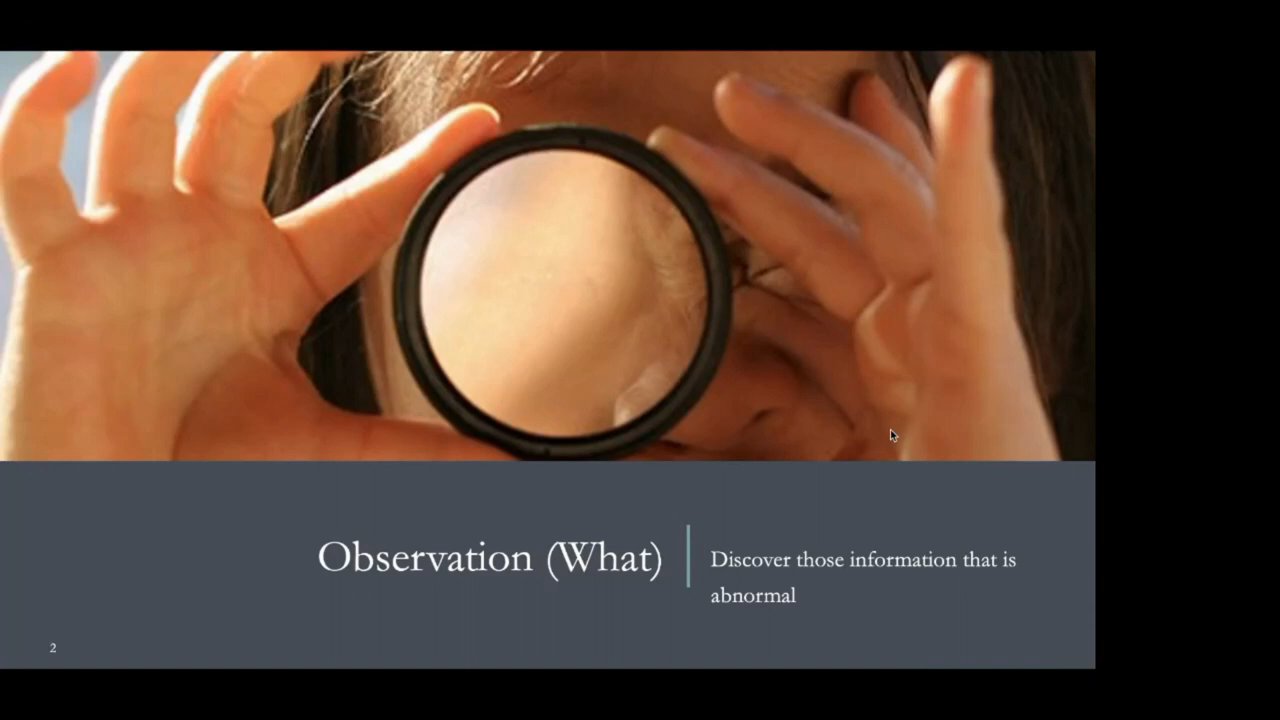 Observation (What)
Discover those information that is
abnormal
2